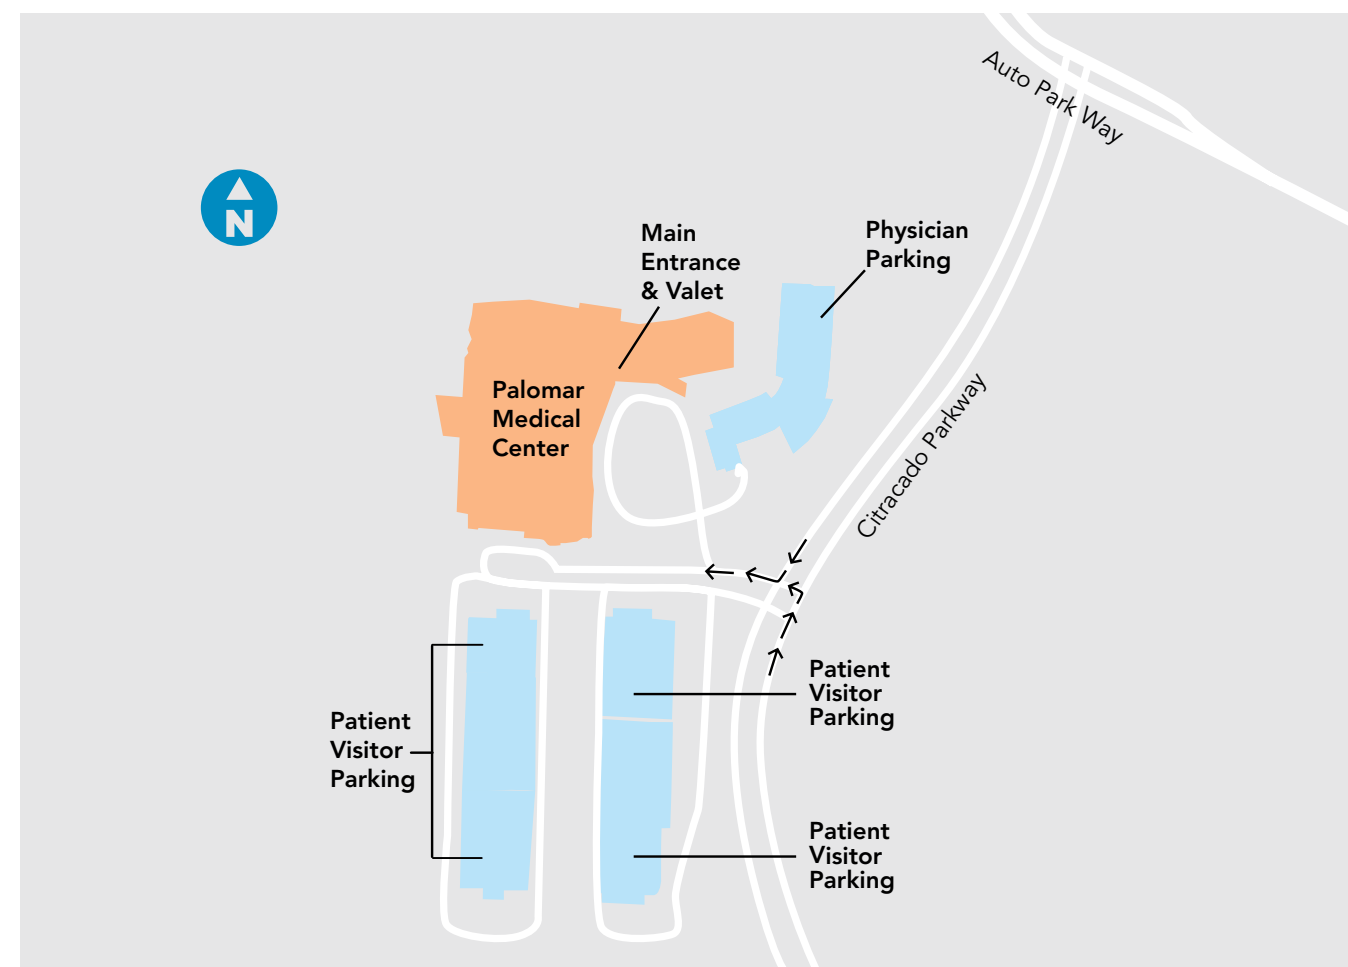 Auto Park Way
N
Main
Entrance
& Valet
Physician
Parking
Palomar
Medical
Center
Citracado Parkway
Patient
Visitor
Parking
Patient
Visitor
Parking
Patient
Visitor
Parking